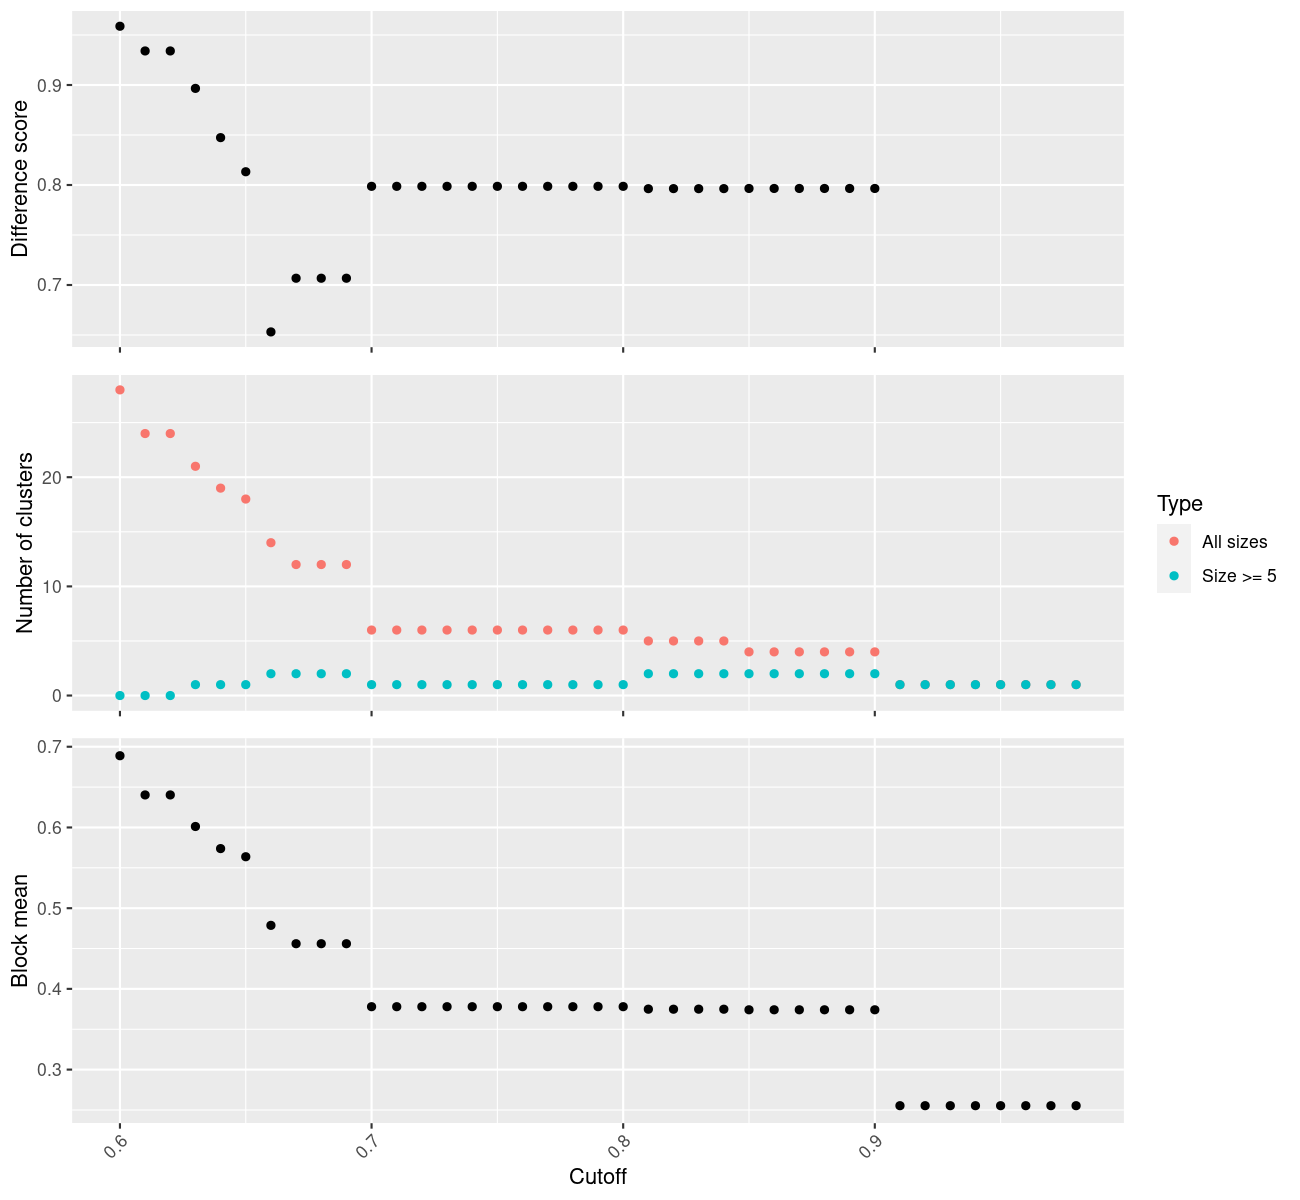 Difference score
0.9
0.8
0.7
Number of clusters
20
10
0
Type
All sizes
Size >= 5
Block mean
0.7
0.6
0.5
0.4
0.3
0.6
0.7
0.8
0.9
Cutoff